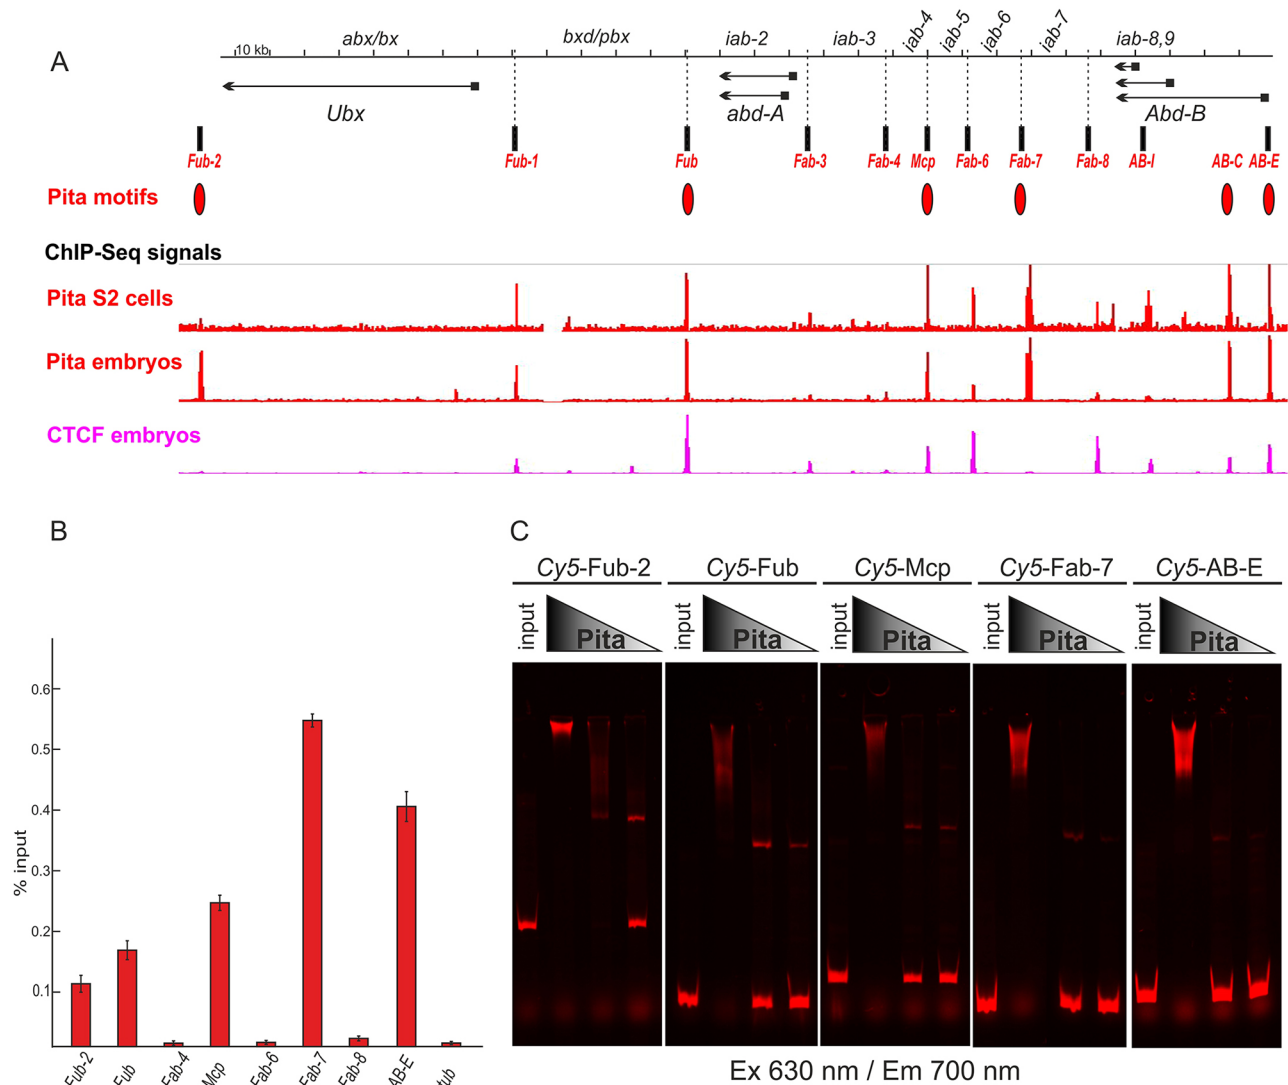 A
10 kb
abx/bx
bxd/pbx
iab-2
iab-3
iab-4
iab-5
iab-6
iab-7
iab-8,9
Ubx
abd-A
Abd-B
Fub-2
Fub-1
Fub
Fab-3
Fab-4
Mcp
Fab-6
Fab-7
Fab-8
AB-I
AB-C
AB-E
Pita motifs
ChIP-Seq signals
Pita S2 cells
Pita embryos
CTCF embryos
B
% input
0.6
0.5
0.4
0.3
0.2
0.1
Fub-2
Fub
Fab-4
Mcp
Fab-6
Fab-7
Fab-8
AB-E
tub
C
Cy5-Fub-2
Cy5-Fub
Cy5-Mcp
Cy5-Fab-7
Cy5-AB-E
input
Pita
input
Pita
input
Pita
input
Pita
input
Pita
Ex 630 nm / Em 700 nm